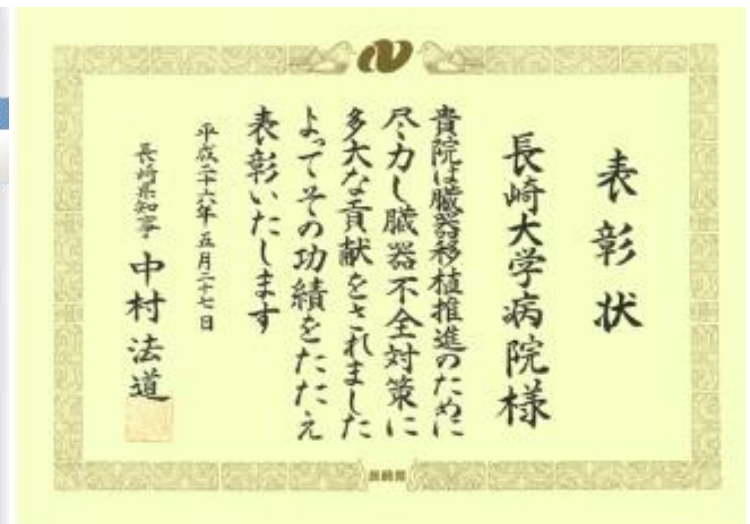 表彰状
長崎大学病院様
貴院は臓器移植推進のために
尽力し臓器不全対策に
多大な貢献をされました
よってその功績をたたえ
表彰いたします
平成二十六年五月二十七日
長崎県知事 中村法道
長崎県